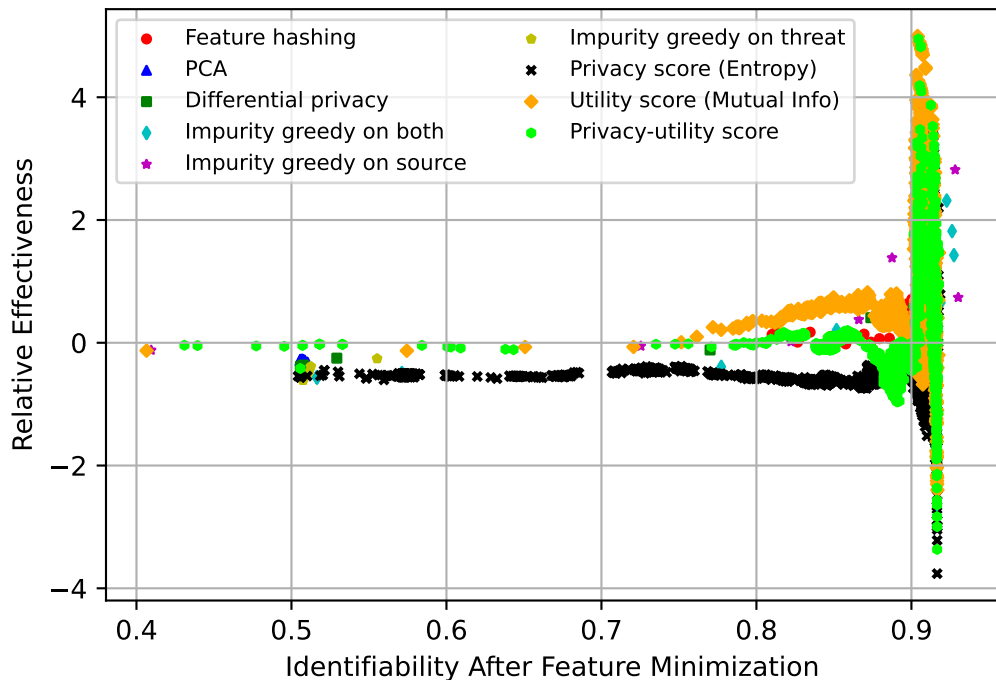 Feature hashing
PCA
Differential privacy
Impurity greedy on both
Impurity greedy on source
Impurity greedy on threat
Privacy score (Entropy)
Utility score (Mutual Info)
Privacy-utility score
Relative Effectiveness
4
2
0
−2
−4
0.4 0.5 0.6 0.7 0.8 0.9
Identifiability After Feature Minimization